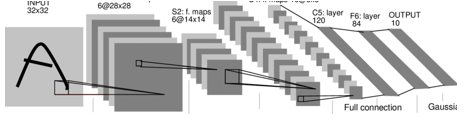 INPUT
32x32
6@28x28
S2: f. maps
6@14x14
C5: layer
120
F6: layer
84
OUTPUT
10
Full connection
Gaussia